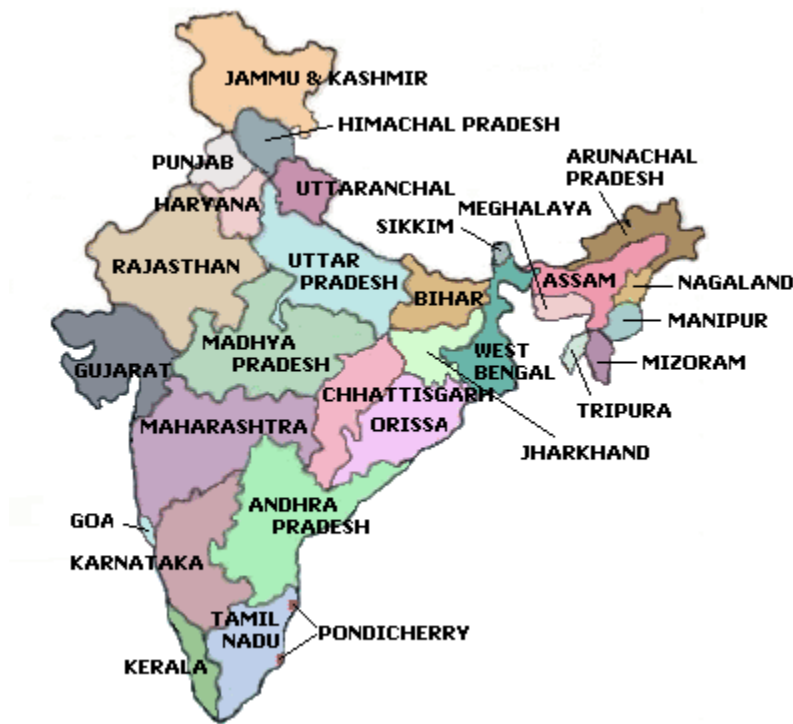 JAMMU & KASHMIR
HIMACHAL PRADESH
PUNJAB
ARUNACHAL
PRADESH
UTTARANCHAL
HARYANA
MEGHALAYA
SIKKIM
UTTAR
PRADESH
RAJASTHAN
ASSAM
NAGALAND
BIHAR
MANIPUR
MADHYA
PRADESH
WEST
BENGAL
GUJARAT
MIZORAM
CHHATTISGARH
TRIPURA
MAHARASHTRA
ORISSA
JHARKHAND
ANDHRA
PRADESH
GOA
KARNATAKA
TAMIL
NADU
PONDICHERRY
KERALA